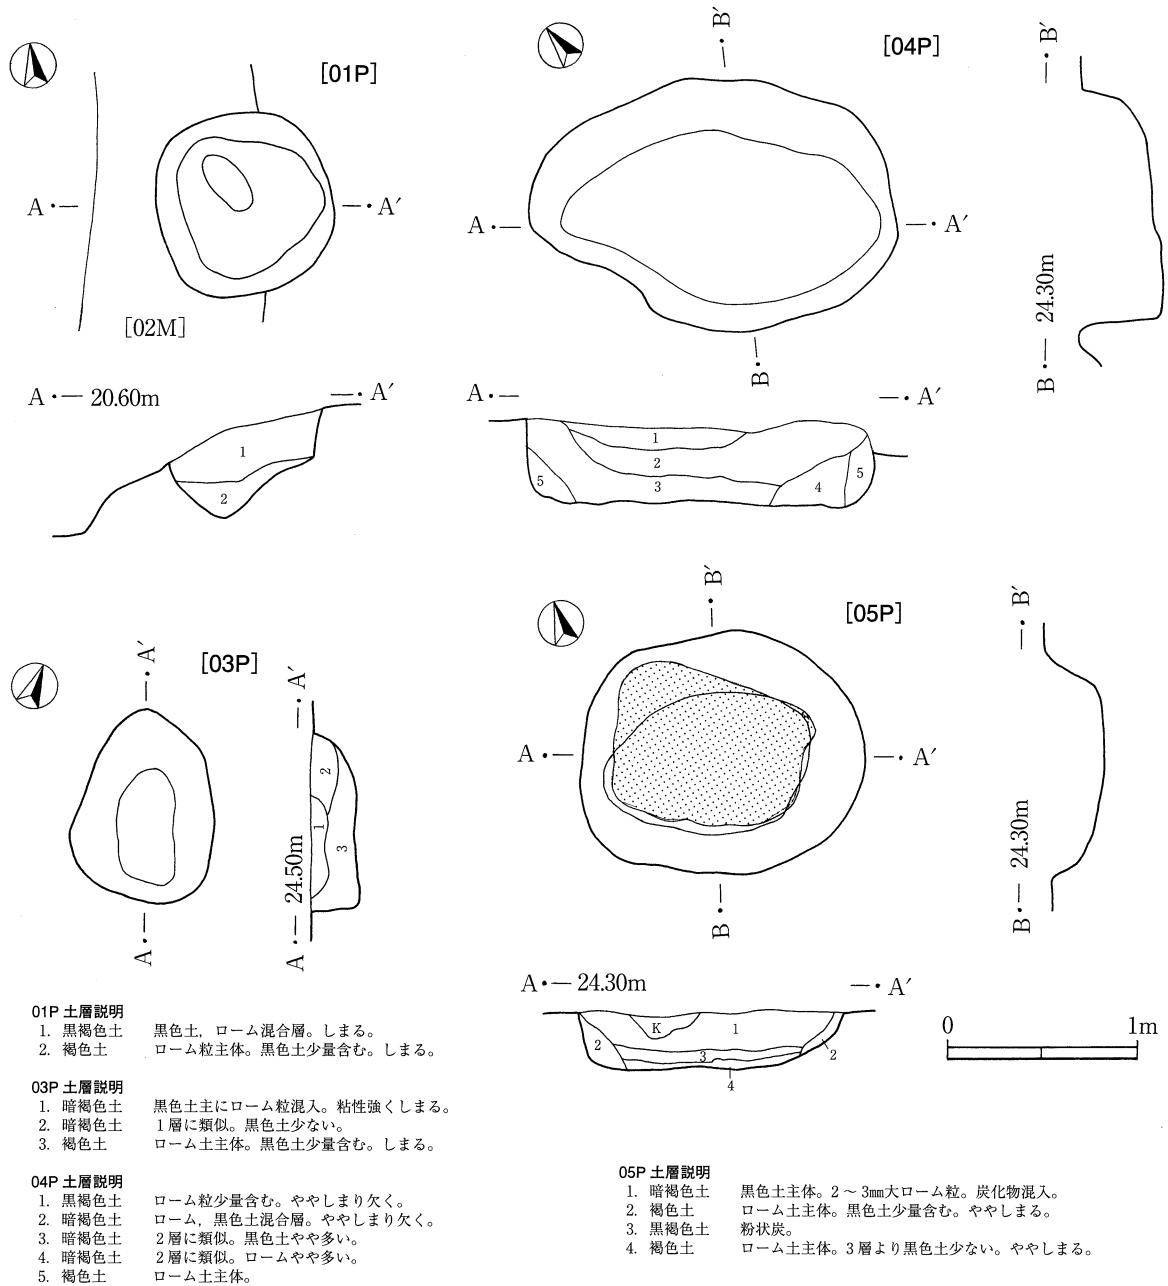 [01P]
A
A′
[02M]
A 20.60m A′
1
2
[04P]
B′
A
A′
B
B′
24.30m
B
A
A′
1
2
3
4
5
5
[03P]
A′
A
A′
2
1
3
24.50m
A
[05P]
B′
A
A′
B
B′
24.30m
B
A 24.30m A′
K
1
2
3
2
4
0 1m
01P 土層説明
1. 黒褐色土 黒色土，ローム混合層。しまる。
2. 褐色土 ローム粒主体。黒色土少量含む。しまる。
03P 土層説明
1. 暗褐色土 黒色土主にローム粒混入。粘性強くしまる。
2. 暗褐色土 1層に類似。黒色土少ない。
3. 褐色土 ローム土主体。黒色土少量含む。しまる。
04P 土層説明
1. 黒褐色土 ローム粒少量含む。ややしまり欠く。
2. 暗褐色土 ローム，黒色土混合層。ややしまり欠く。
3. 暗褐色土 2層に類似。黒色土やや多い。
4. 暗褐色土 2層に類似。ロームやや多い。
5. 褐色土 ローム土主体。
05P 土層説明
1. 暗褐色土 黒色土主体。2～3㎜大ローム粒。炭化物混入。
2. 褐色土 ローム土主体。黒色土少量含む。ややしまる。
3. 黒褐色土 粉状炭。
4. 褐色土 ローム土主体。3層より黒色土少ない。ややしまる。